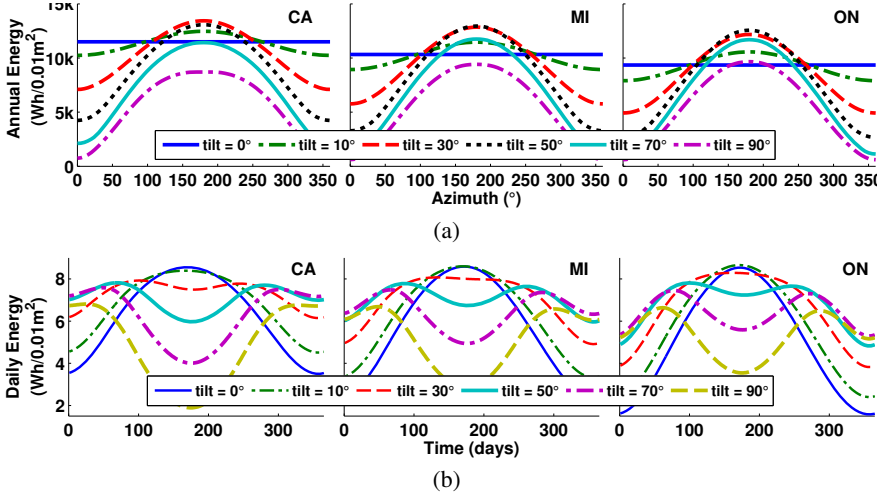 15k
10k
5k
0
Annual Energy
(Wh/0.01m²)
CA
MI
ON
tilt = 0°
tilt = 10°
tilt = 30°
tilt = 50°
tilt = 70°
tilt = 90°
0 50 100 150 200 250 300 350
0 50 100 150 200 250 300 350
0 50 100 150 200 250 300 350
Azimuth (°)
(a)
8
6
4
2
Daily Energy
(Wh/0.01m²)
CA
MI
ON
tilt = 0°
tilt = 10°
tilt = 30°
tilt = 50°
tilt = 70°
tilt = 90°
0 100 200 300
0 100 200 300
0 100 200 300
Time (days)
(b)